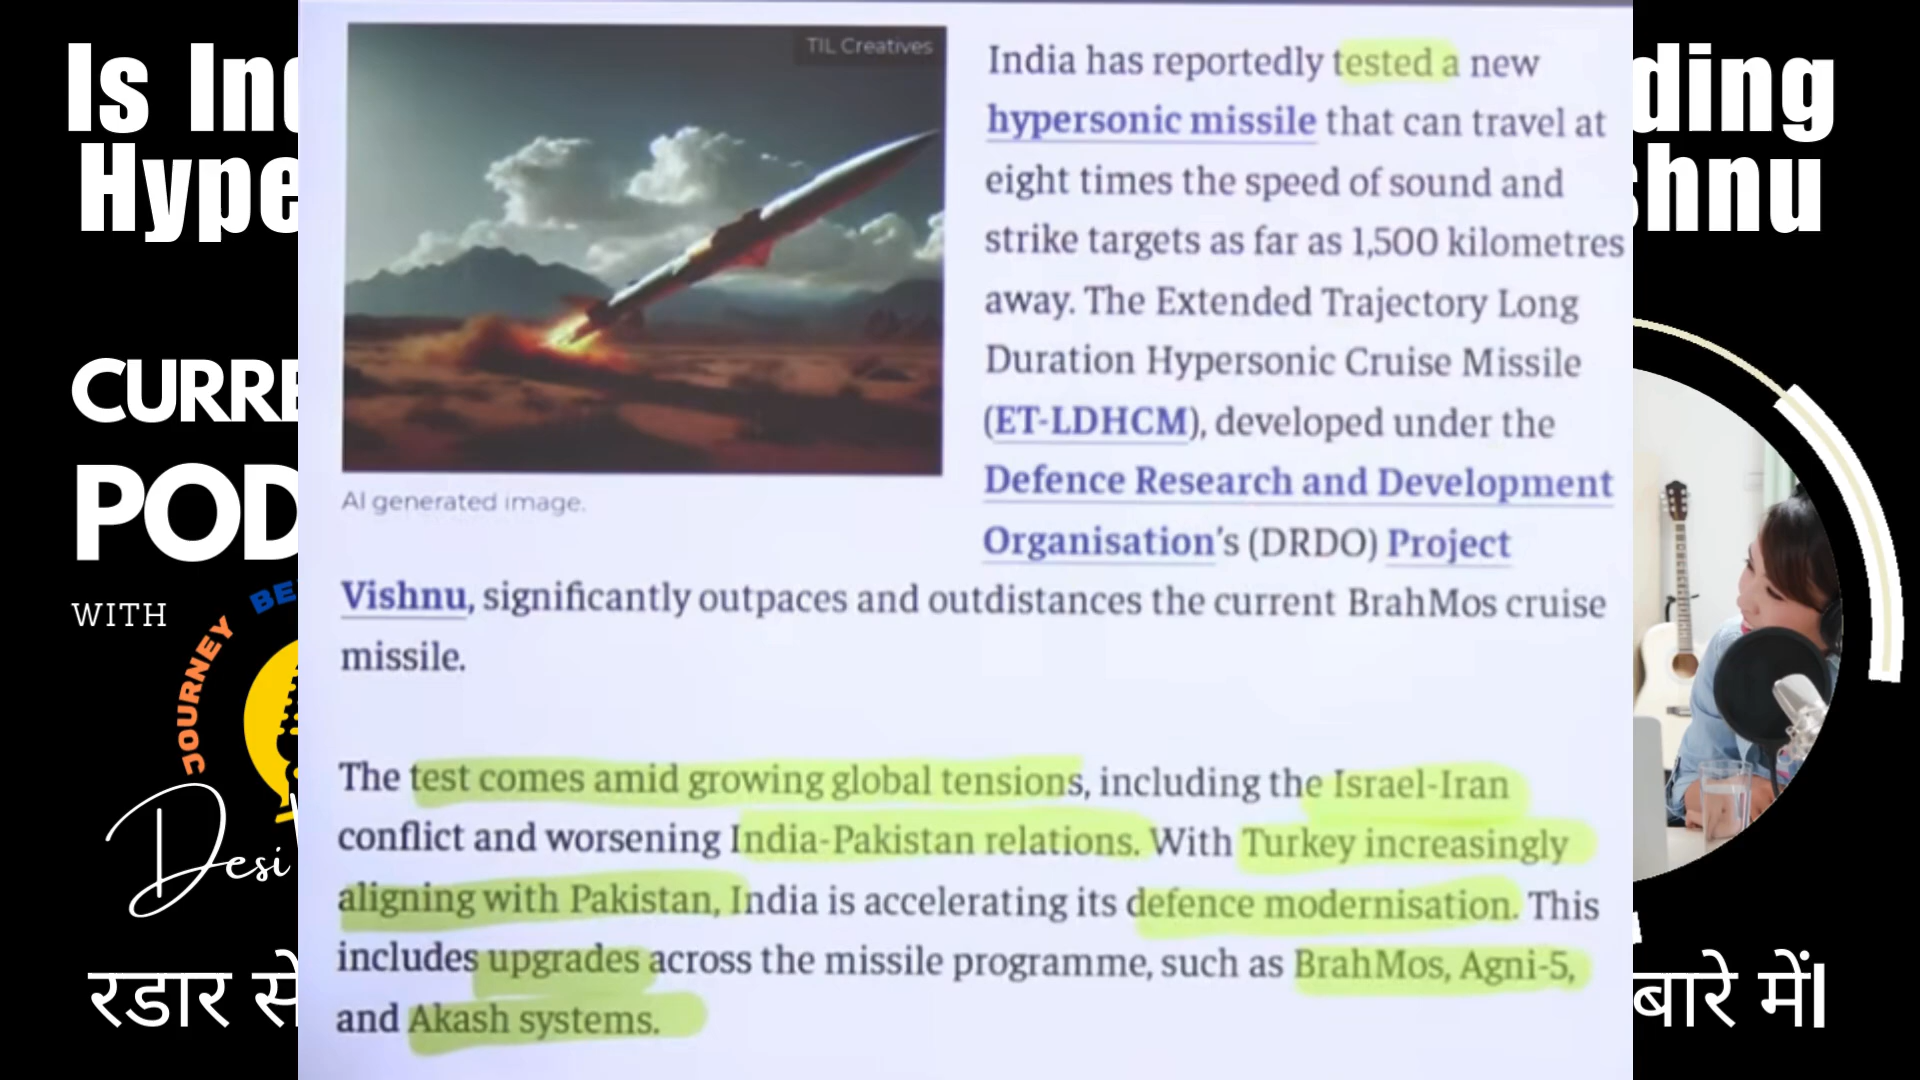 Is Ind
Hype
ding
shnu
CURRE
POD
WITH
JOURNEY BE
Desi
रडार से
बारे में।
TIL Creatives
AI generated image.
India has reportedly tested a new
hypersonic missile that can travel at
eight times the speed of sound and
strike targets as far as 1,500 kilometres
away. The Extended Trajectory Long
Duration Hypersonic Cruise Missile
(ET-LDHCM), developed under the
Defence Research and Development
Organisation's (DRDO) Project
Vishnu, significantly outpaces and outdistances the current BrahMos cruise
missile.
The test comes amid growing global tensions, including the Israel-Iran
conflict and worsening India-Pakistan relations. With Turkey increasingly
aligning with Pakistan, India is accelerating its defence modernisation. This
includes upgrades across the missile programme, such as BrahMos, Agni-5,
and Akash systems.